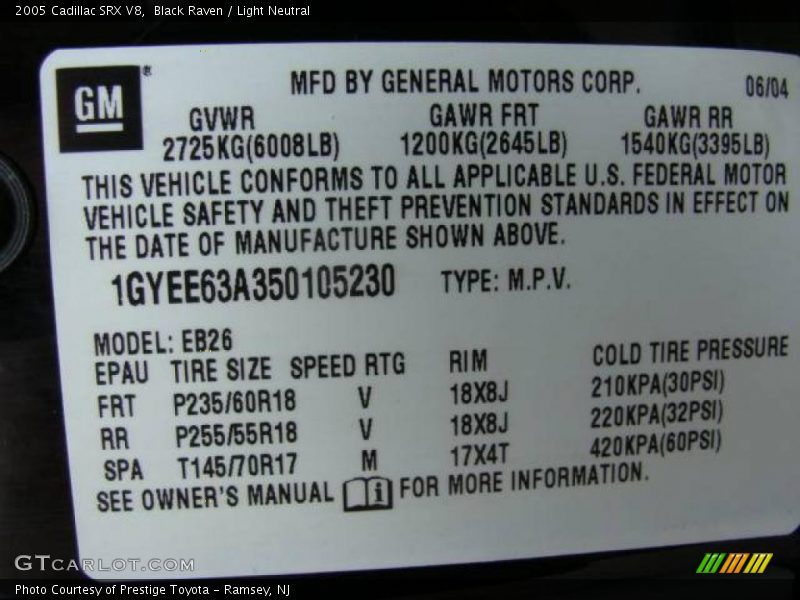 2005 Cadillac SRX V8, Black Raven / Light Neutral
GM®
MFD BY GENERAL MOTORS CORP. 06/04
GVWR GAWR FRT GAWR RR
2725KG(6008LB) 1200KG(2645LB) 1540KG(3395LB)
THIS VEHICLE CONFORMS TO ALL APPLICABLE U.S. FEDERAL MOTOR
VEHICLE SAFETY AND THEFT PREVENTION STANDARDS IN EFFECT ON
THE DATE OF MANUFACTURE SHOWN ABOVE.
1GYEE63A350105230 TYPE: M.P.V.
MODEL: EB26
EPAU TIRE SIZE SPEED RTG RIM COLD TIRE PRESSURE
FRT P235/60R18 V 18X8J 210KPA(30PSI)
RR P255/55R18 V 18X8J 220KPA(32PSI)
SPA T145/70R17 M 17X4T 420KPA(60PSI)
SEE OWNER'S MANUAL i FOR MORE INFORMATION.
GTCARLOT.COM
Photo Courtesy of Prestige Toyota - Ramsey, NJ